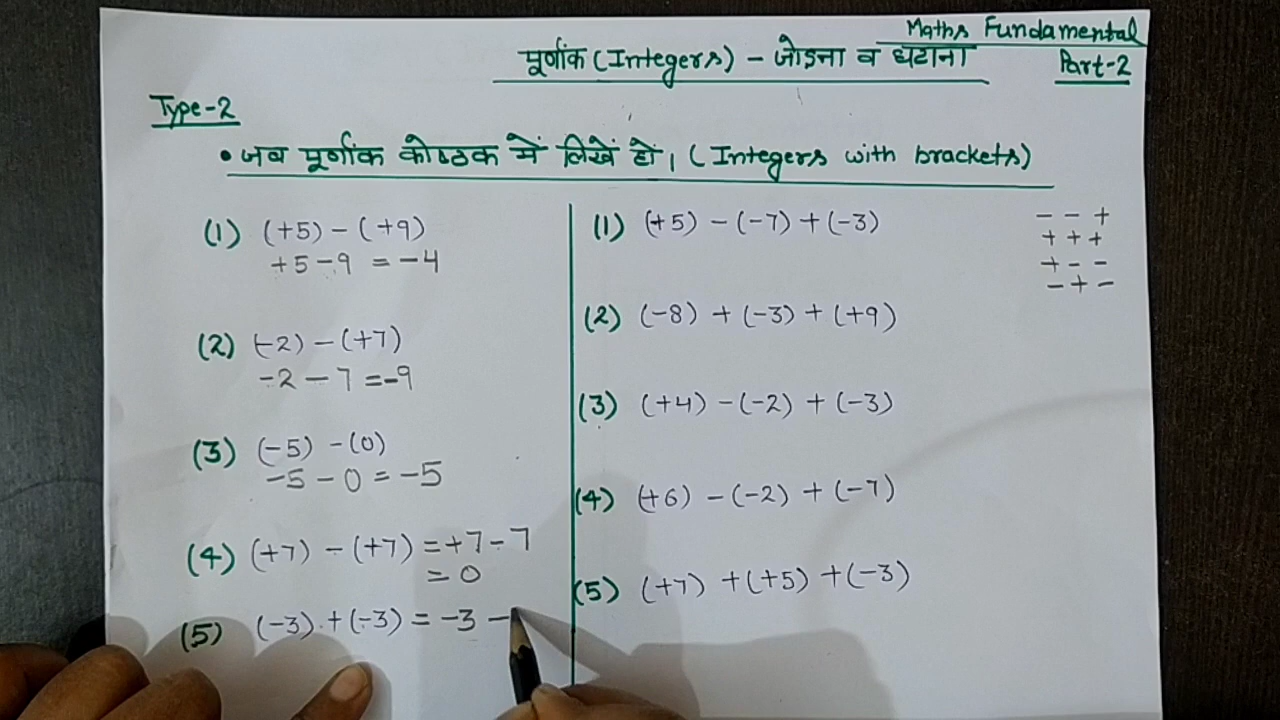 Maths Fundamental
पूर्णांक (Integers) - जोड़ना व घटाना
Part-2
Type-2
• जब पूर्णांक कोष्ठक में लिखें हो। (Integers with brackets)
(1) (+5) - (+9)
+5 - 9 = -4
(2) (-2) - (+7)
-2 - 7 = -9
(3) (-5) - (0)
-5 - 0 = -5
(4) (+7) - (+7) = +7 - 7
= 0
(5) (-3) + (-3) = -3 -
(1) (+5) - (-7) + (-3)
(2) (-8) + (-3) + (+9)
(3) (+4) - (-2) + (-3)
(4) (+6) - (-2) + (-7)
(5) (+7) + (+5) + (-3)
- - +
+ + +
+ - -
- + -